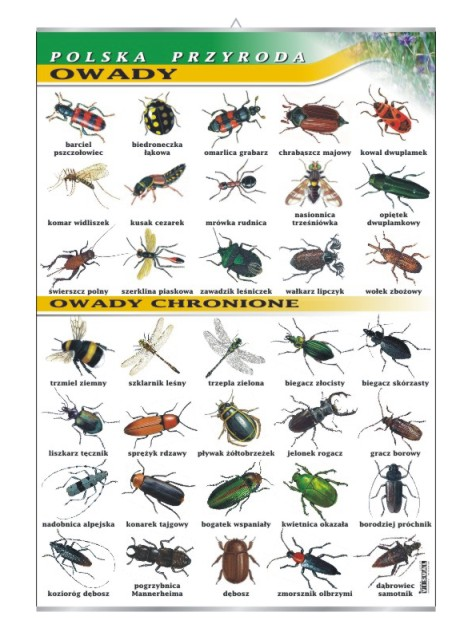 POLSKA PRZYRODA
OWADY
barciel pszczołowiec
biedroneczka łąkowa
omarlica grabarz
chrabąszcz majowy
kowal dwuplamek
komar widliszek
kusak cezarek
mrówka rudnica
nasionnica trześniówka
opiętek dwuplamkowy
świerszcz polny
szerklina piaskowa
zawadzik leśniczek
wałkarz lipczyk
wołek zbożowy
OWADY CHRONIONE
trzmiel ziemny
szklarnik leśny
trzepla zielona
biegacz złocisty
biegacz skórzasty
liszkarz tęcznik
sprężyk rdzawy
pływak żółtobrzeżek
jelonek rogacz
gracz borowy
nadobnica alpejska
konarek tajgowy
bogatek wspaniały
kwietnica okazała
borodziej próchnik
kozioróg dębosz
pogrzybnica Mannerheima
dębosz
zmorsznik olbrzymi
dąbrowiec samotnik